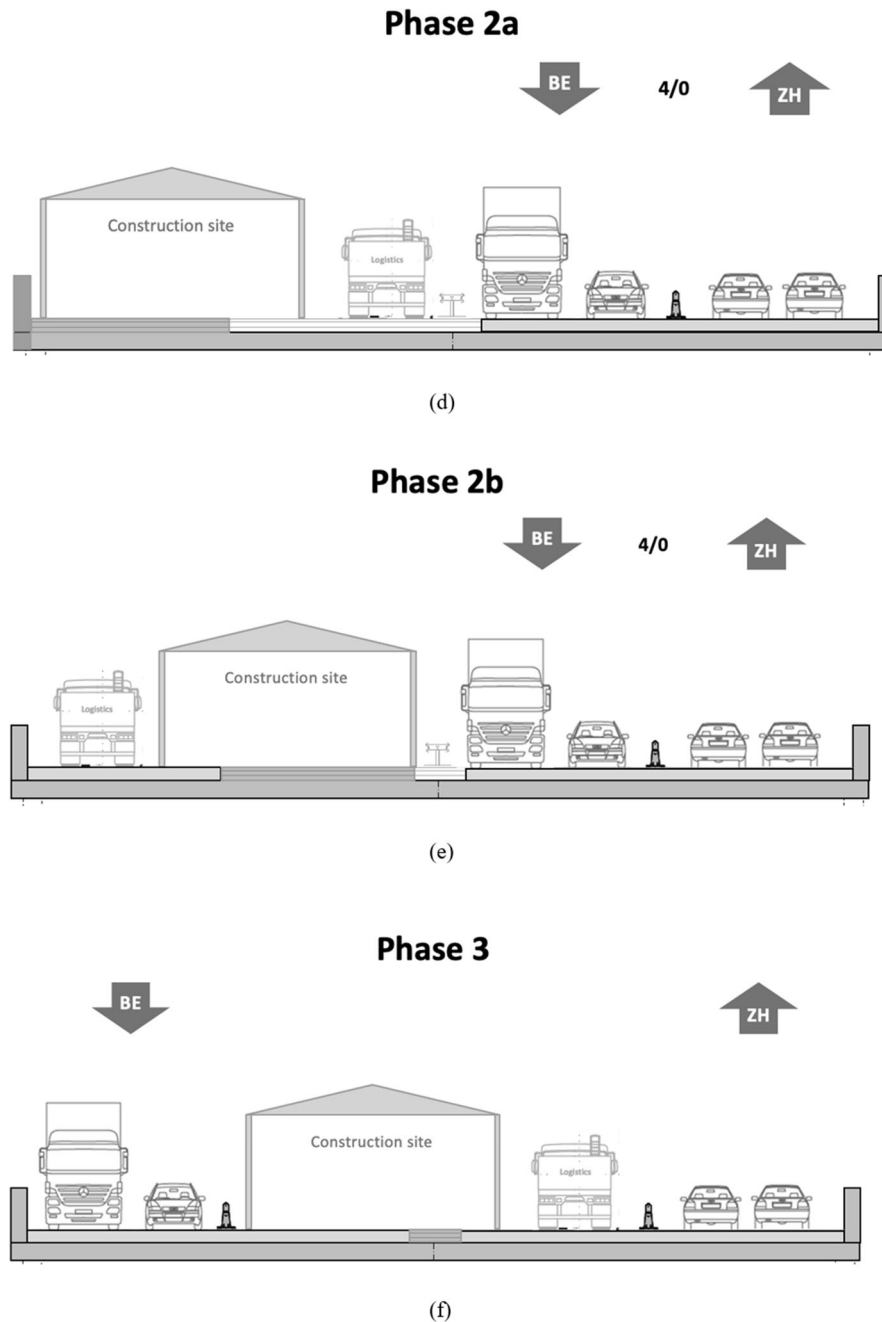 Phase 2a
BE 4/0 ZH
Construction site
Logistics
(d)
Phase 2b
BE 4/0 ZH
Construction site
Logistics
(e)
Phase 3
BE ZH
Construction site
Logistics
(f)